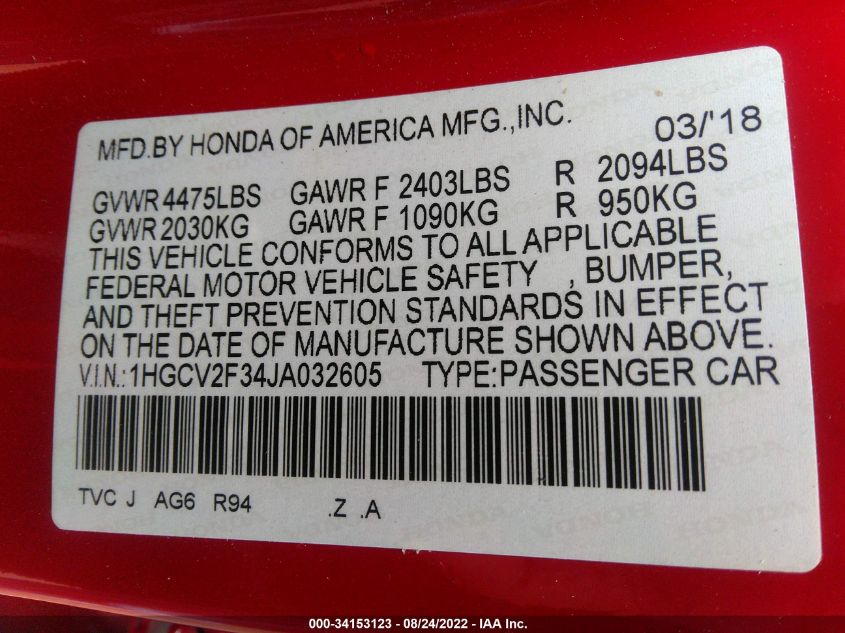 MFD.BY HONDA OF AMERICA MFG.,INC. 03/'18
GVWR 4475LBS GAWR F 2403LBS R 2094LBS
GVWR 2030KG GAWR F 1090KG R 950KG
THIS VEHICLE CONFORMS TO ALL APPLICABLE
FEDERAL MOTOR VEHICLE SAFETY , BUMPER,
AND THEFT PREVENTION STANDARDS IN EFFECT
ON THE DATE OF MANUFACTURE SHOWN ABOVE.
V.I.N.:1HGCV2F34JA032605 TYPE:PASSENGER CAR
TVC J AG6 R94 .Z .A
000-34153123 - 08/24/2022 - IAA Inc.